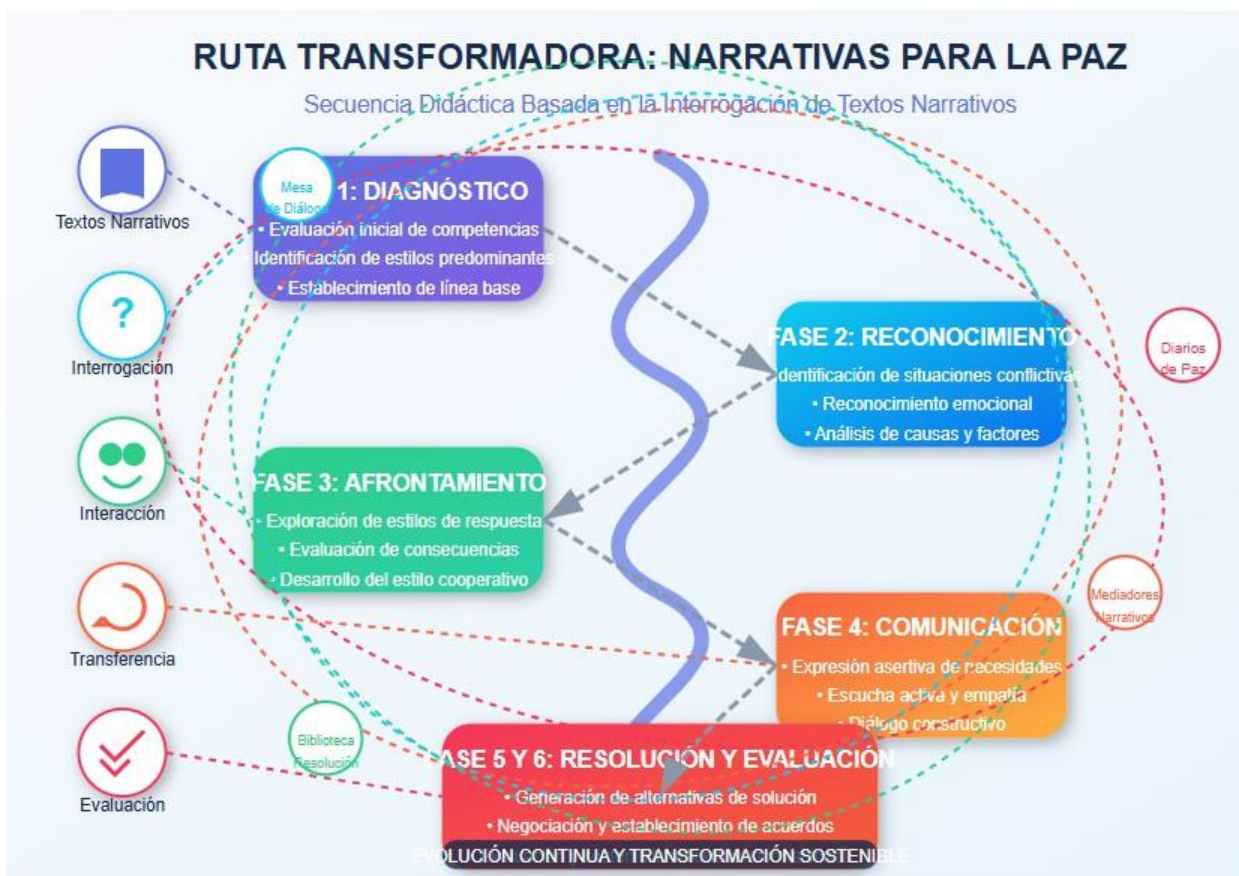 RUTA TRANSFORMADORA: NARRATIVAS PARA LA PAZ
Secuencia Didáctica Basada en la Interrogación de Textos Narrativos
Textos Narrativos
Mesa
de Diálogo
1: DIAGNÓSTICO
• Evaluación inicial de competencias
• Identificación de estilos predominantes
• Establecimiento de línea base
?
Interrogación
FASE 2: RECONOCIMIENTO
Identificación de situaciones conflictivas
• Reconocimiento emocional
• Análisis de causas y factores
Diarios
de Paz
Interacción
FASE 3: AFRONTAMIENTO
• Exploración de estilos de respuesta
• Evaluación de consecuencias
• Desarrollo del estilo cooperativo
Transferencia
FASE 4: COMUNICACIÓN
• Expresión asertiva de necesidades
• Escucha activa y empatía
• Diálogo constructivo
Mediadores
Narrativos
Biblioteca
Resolución
Evaluación
FASE 5 Y 6: RESOLUCIÓN Y EVALUACIÓN
• Generación de alternativas de solución
• Negociación y establecimiento de acuerdos
EVOLUCIÓN CONTINUA Y TRANSFORMACIÓN SOSTENIBLE